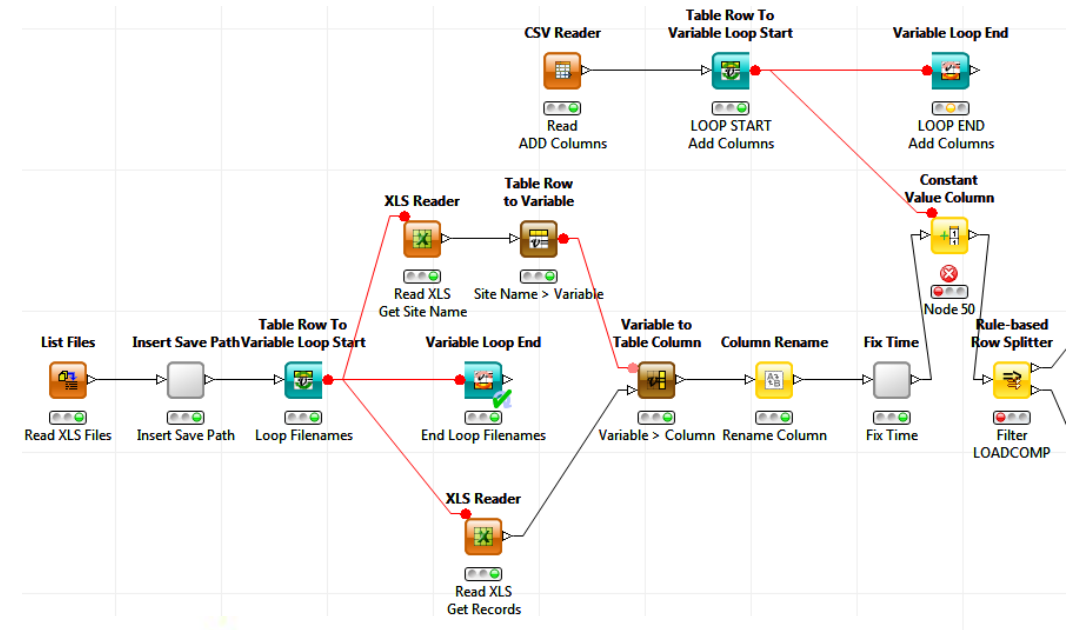 Table Row To
CSV Reader
Variable Loop Start
Variable Loop End
Read
ADD Columns
LOOP START
Add Columns
LOOP END
Add Columns
Constant
Value Column
Node 50
Table Row
to Variable
XLS Reader
Read XLS
Get Site Name
Site Name > Variable
List Files
Read XLS Files
Insert Save Path
Insert Save Path
Table Row To
Variable Loop Start
Loop Filenames
Variable Loop End
End Loop Filenames
Variable to
Table Column
Variable > Column
Column Rename
Rename Column
Fix Time
Fix Time
Rule-based
Row Splitter
Filter
LOADCOMP
XLS Reader
Read XLS
Get Records